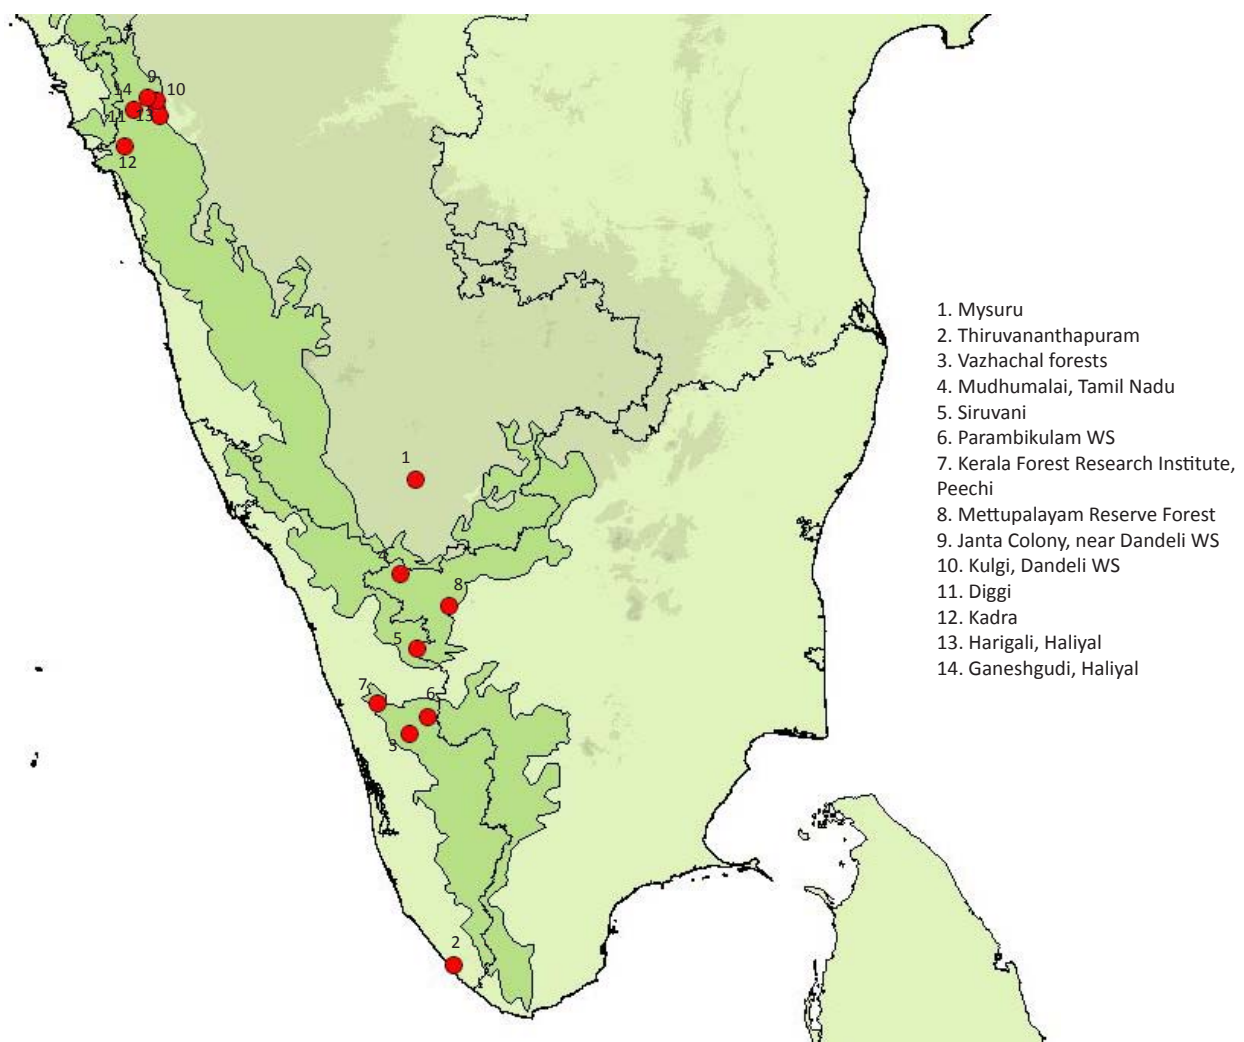 9
14
10
11
13
12
1
4
8
5
7
6
3
2
1. Mysuru
2. Thiruvananthapuram
3. Vazhachal forests
4. Mudhumalai, Tamil Nadu
5. Siruvani
6. Parambikulam WS
7. Kerala Forest Research Institute,
Peechi
8. Mettupalayam Reserve Forest
9. Janta Colony, near Dandeli WS
10. Kulgi, Dandeli WS
11. Diggi
12. Kadra
13. Harigali, Haliyal
14. Ganeshgudi, Haliyal